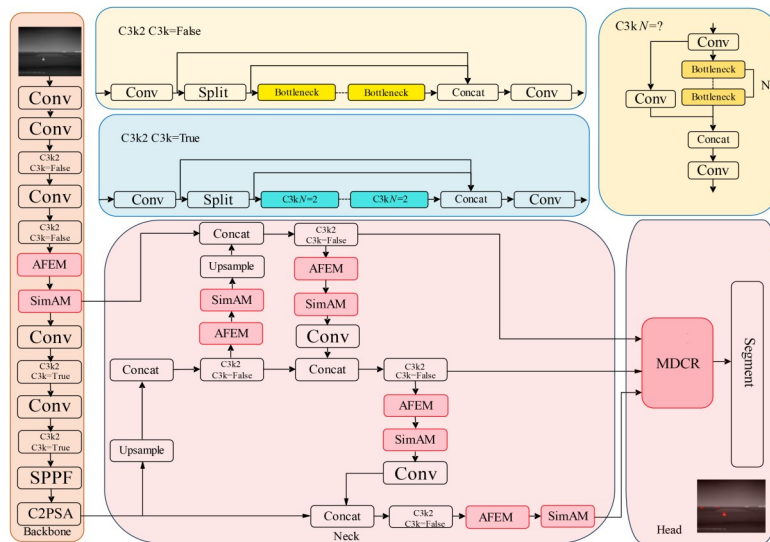 Conv
Conv
C3k2
C3k=False
Conv
C3k2
C3k=False
AFEM
SimAM
Conv
C3k2
C3k=True
Conv
C3k2
C3k=True
SPPF
C2PSA
Backbone
C3k2 C3k=False
Conv
Split
Bottleneck
Bottleneck
Concat
Conv
C3k2 C3k=True
Conv
Split
C3kN=2
C3kN=2
Concat
Conv
C3k N=?
Conv
Bottleneck
Bottleneck
N
Conv
Concat
Conv
Concat
C3k2
C3k=False
Upsample
AFEM
SimAM
SimAM
AFEM
Conv
Concat
C3k2
C3k=False
Concat
C3k2
C3k=False
AFEM
SimAM
Upsample
Conv
Concat
C3k2
C3k=False
AFEM
SimAM
Neck
MDCR
Segment
Head